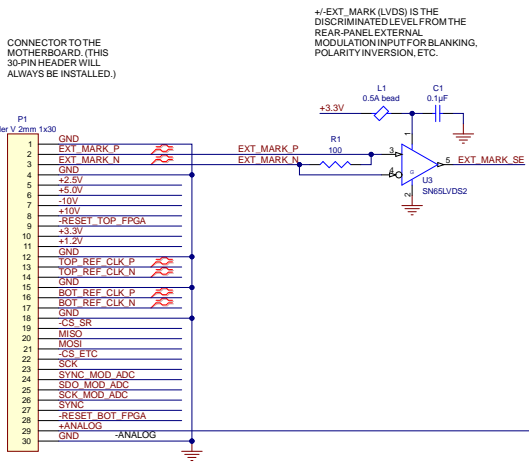 +/-EXT_MARK (LVDS) IS THE
DISCRIMINATED LEVEL FROM THE
REAR-PANEL EXTERNAL
MODULATION INPUT FOR BLANKING,
POLARITY INVERSION, ETC.
CONNECTOR TO THE
MOTHERBOARD. (THIS
30-PIN HEADER WILL
ALWAYS BE INSTALLED.)
L1
0.5A bead
C1
0.1µF
+3.3V
P1
der V 2mm 1x30
R1
100
1
3
4
5
2
G
EXT_MARK_SE
U3
SN65LVDS2
1 GND
2 EXT_MARK_P EXT_MARK_P
3 EXT_MARK_N EXT_MARK_N
4 GND
5 +2.5V
6 +5.0V
7 -10V
8 +10V
9 -RESET_TOP_FPGA
10 +3.3V
11 +1.2V
12 GND
13 TOP_REF_CLK_P
14 TOP_REF_CLK_N
15 GND
16 BOT_REF_CLK_P
17 BOT_REF_CLK_N
18 GND
19 -CS_SR
20 MISO
21 MOSI
22 -CS_ETC
23 SCK
24 SYNC_MOD_ADC
25 SDO_MOD_ADC
26 SCK_MOD_ADC
27 SYNC
28 -RESET_BOT_FPGA
29 +ANALOG
30 GND -ANALOG